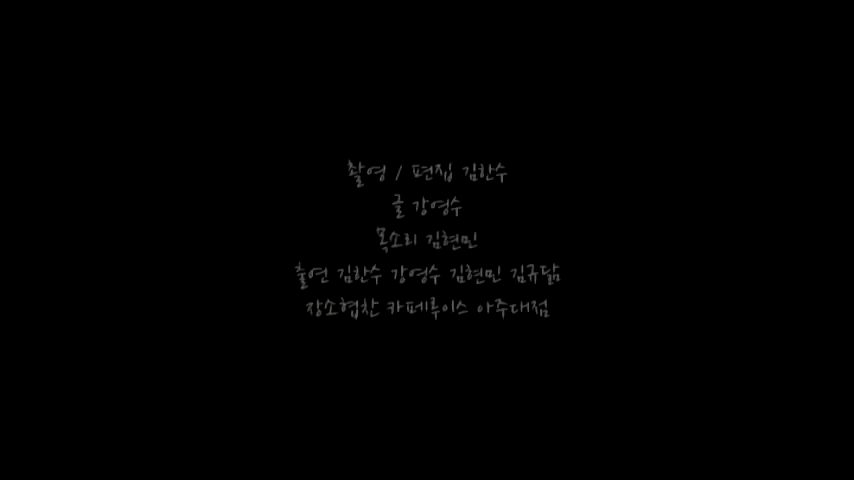 촬영 / 편집 김한수
글 강영수
목소리 김현민
출연 김한수 강영수 김현민 김규닮
장소협찬 카페루이스 아주대점